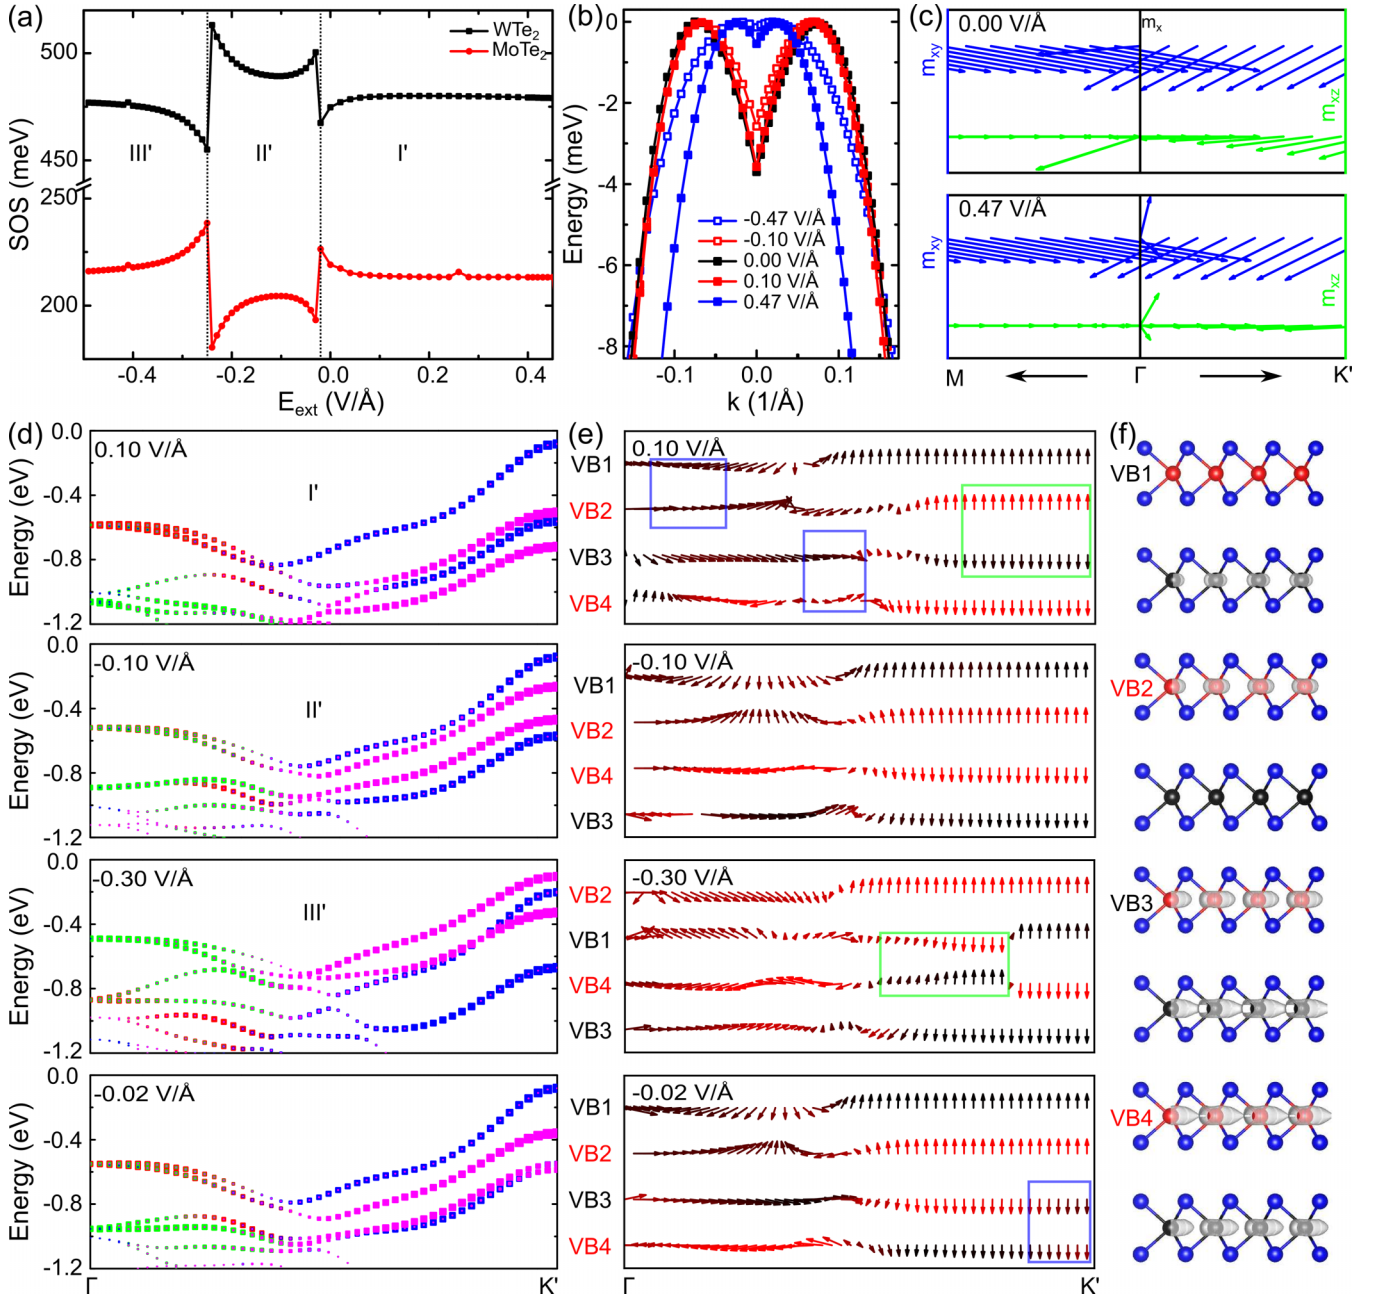 (a)
WTe₂
MoTe₂
500
450
250
200
SOS (meV)
III'
II'
I'
-0.4
-0.2
0.0
0.2
0.4
E_ext (V/Å)
(b)
0
-2
-4
-6
-8
Energy (meV)
-0.47 V/Å
-0.10 V/Å
0.00 V/Å
0.10 V/Å
0.47 V/Å
-0.1
0.0
0.1
k (1/Å)
(c)
0.00 V/Å
m_x
m_xy
m_xz
0.47 V/Å
m_xy
m_xz
M
Γ
K'
(d)
0.10 V/Å
I'
0.0
-0.4
-0.8
-1.2
Energy (eV)
-0.10 V/Å
II'
0.0
-0.4
-0.8
-1.2
Energy (eV)
-0.30 V/Å
III'
0.0
-0.4
-0.8
-1.2
Energy (eV)
-0.02 V/Å
0.0
-0.4
-0.8
-1.2
Energy (eV)
Γ
K'
(e)
0.10 V/Å
VB1
VB2
VB3
VB4
-0.10 V/Å
VB1
VB2
VB4
VB3
-0.30 V/Å
VB2
VB1
VB4
VB3
-0.02 V/Å
VB1
VB2
VB3
VB4
Γ
K'
(f)
VB1
VB2
VB3
VB4